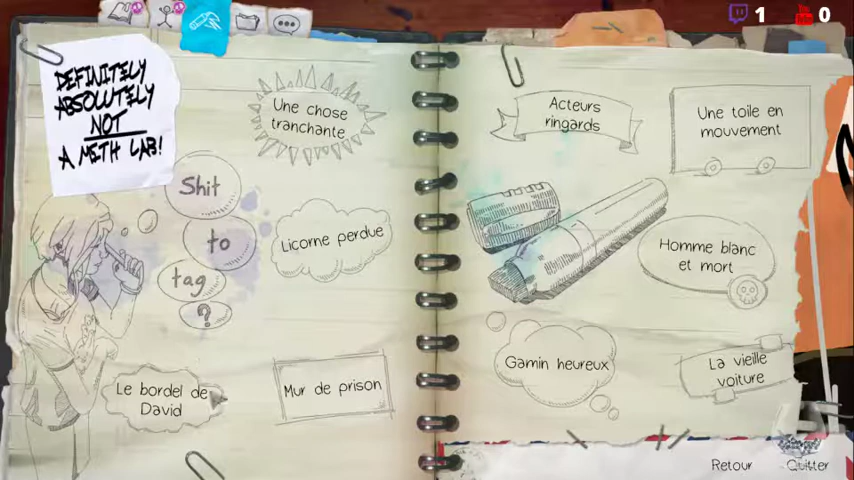 1
0
DEFINITELY
ABSOLUTELY
NOT
A METH LAB!
Une chose
tranchante
Shit
to
tag
?
Licorne perdue
Le bordel de
David
Mur de prison
Acteurs
ringards
Une toile en
mouvement
Homme blanc
et mort
Gamin heureux
La vieille
voiture
Retour
Quitter